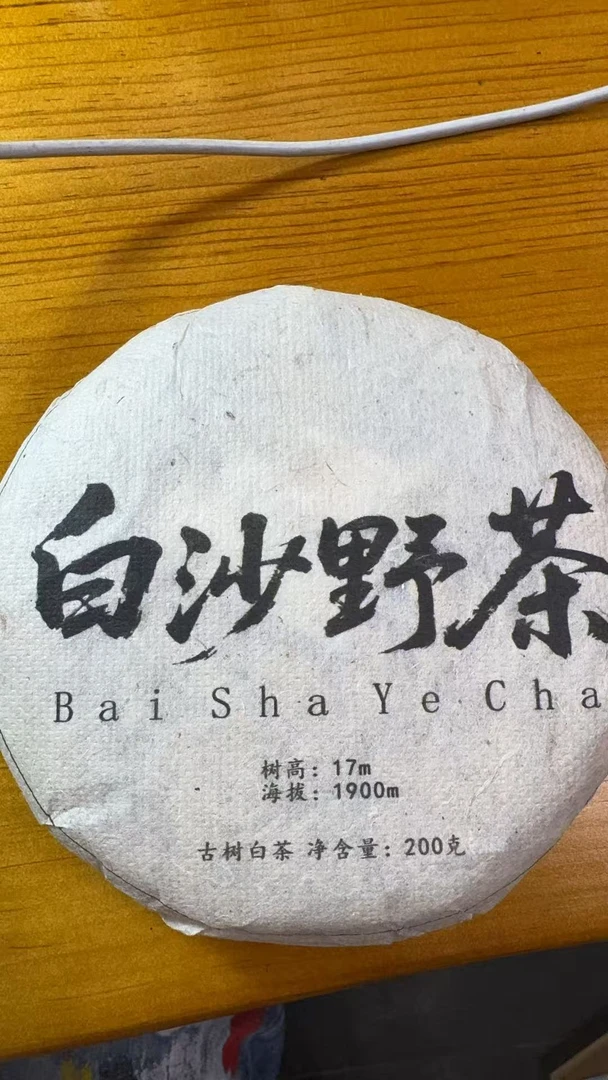 白沙野茶
Bai Sha Ye Cha
树高：17m
海拔：1900m
古树白茶 净含量：200克